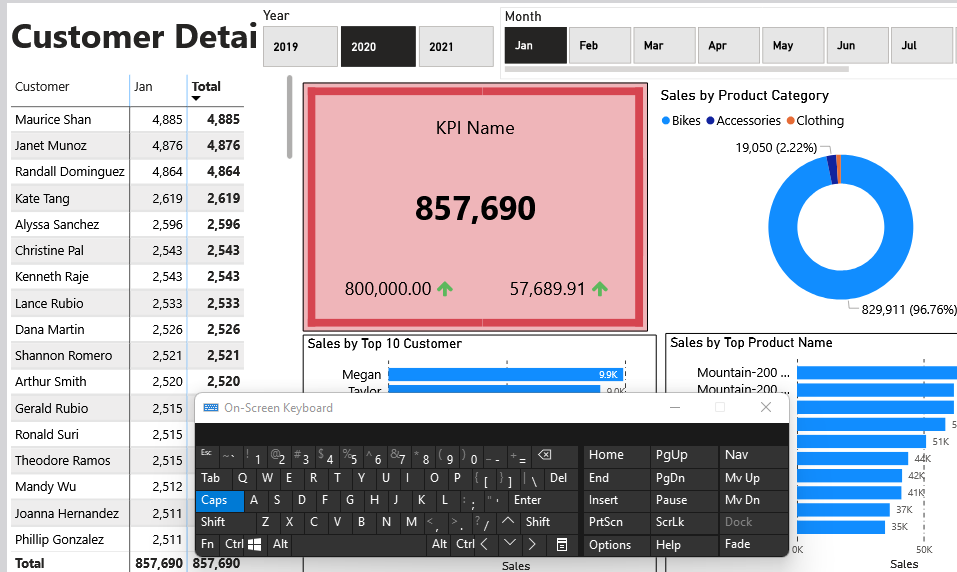 Customer Detai
Year
2019
2020
2021
Month
Jan
Feb
Mar
Apr
May
Jun
Jul
Customer Jan Total
Maurice Shan 4,885 4,885
Janet Munoz 4,876 4,876
Randall Dominguez 4,864 4,864
Kate Tang 2,619 2,619
Alyssa Sanchez 2,596 2,596
Christine Pal 2,543 2,543
Kenneth Raje 2,543 2,543
Lance Rubio 2,533 2,533
Dana Martin 2,526 2,526
Shannon Romero 2,521 2,521
Arthur Smith 2,520 2,520
Gerald Rubio 2,515
Ronald Suri 2,515
Theodore Ramos 2,515
Mandy Wu 2,512
Joanna Hernandez 2,511
Phillip Gonzalez 2,511
Total 857,690 857,690
KPI Name
857,690
800,000.00
57,689.91
Sales by Product Category
Bikes Accessories Clothing
19,050 (2.22%)
829,911 (96.76%)
Sales by Top 10 Customer
Megan 9.9K
Taylor 9.0K
Sales
Sales by Top Product Name
Mountain-200 ...
Mountain-200 ...
5
51K
44K
42K
41K
37K
35K
0K 50K
Sales
On-Screen Keyboard
Esc ~ ` ! 1 @ 2 # 3 $ 4 % 5 ^ 6 & 7 * 8 ( 9 ) 0 _ - + = Home PgUp Nav
Tab Q W E R T Y U I O P { [ } ] | \ Del End PgDn Mv Up
Caps A S D F G H J K L : ; " ' Enter Insert Pause Mv Dn
Shift Z X C V B N M < , > . ? / Shift PrtScn ScrLk Dock
Fn Ctrl Alt Alt Ctrl Options Help Fade